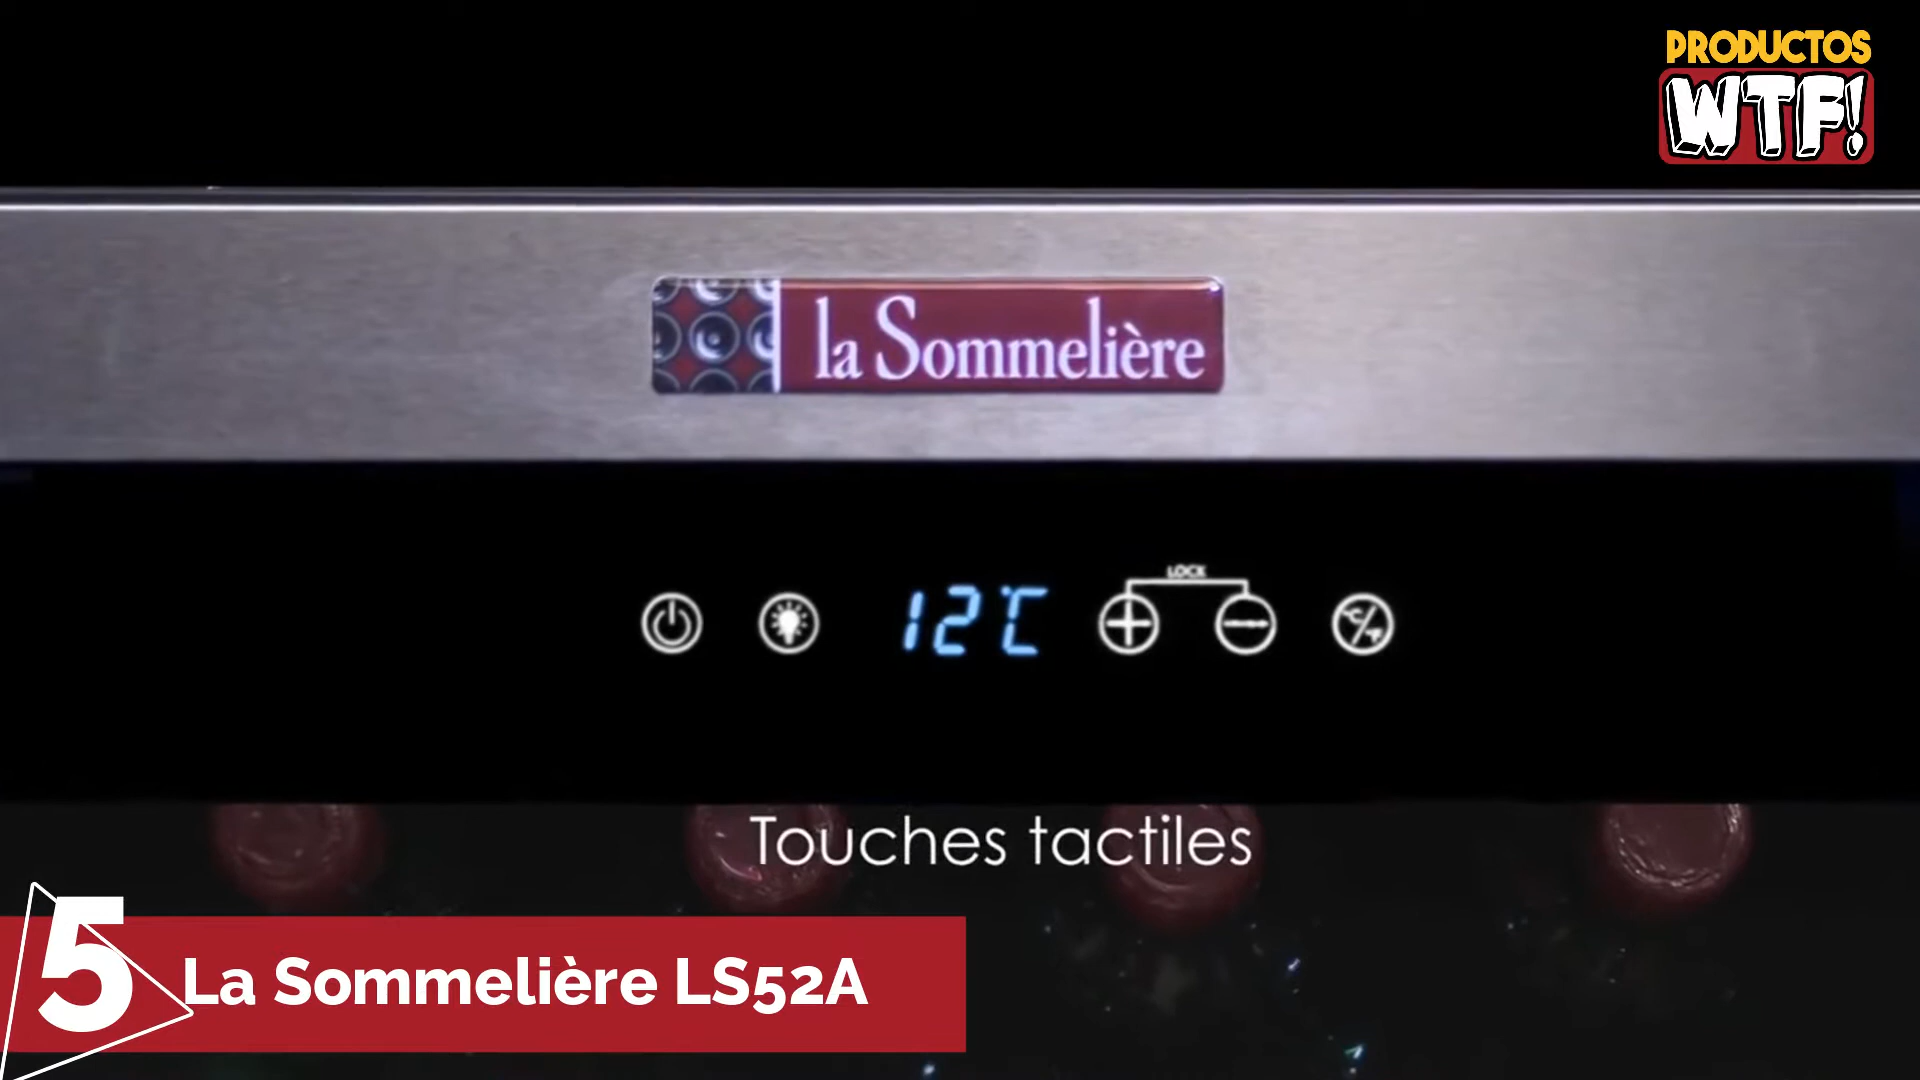 PRODUCTOS
WTF!
la Sommelière
LOCK
12°C
°C/°F
Touches tactiles
5
La Sommelière LS52A